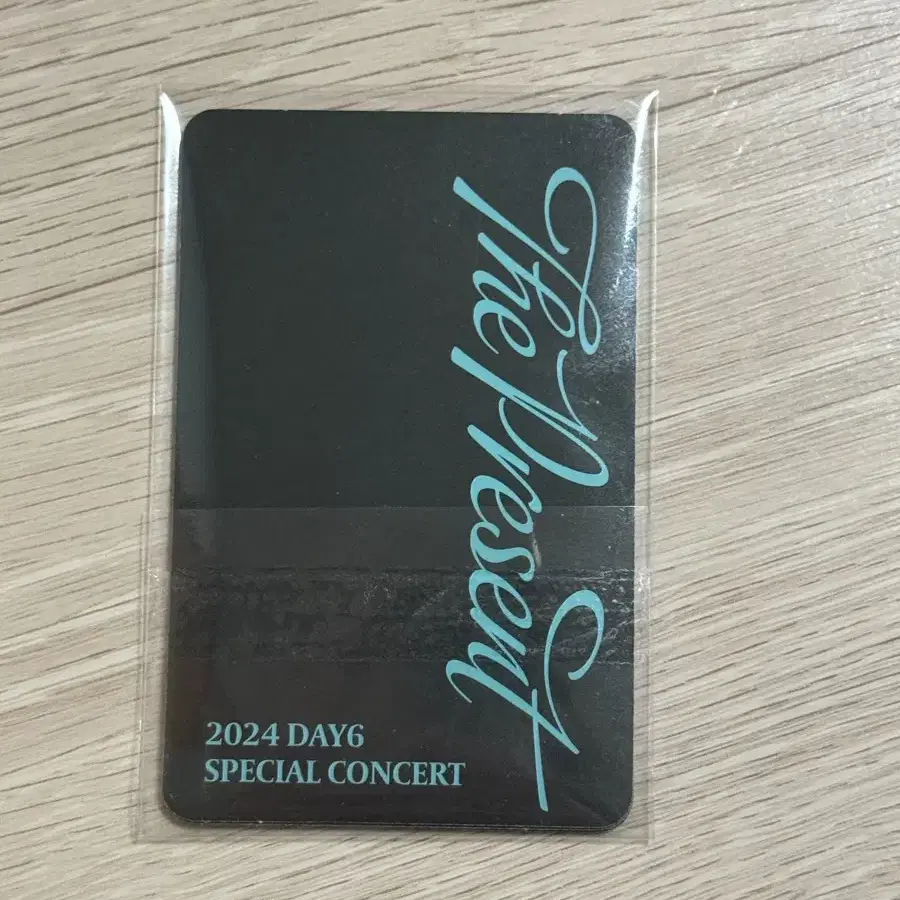 The Present
2024 DAY6
SPECIAL CONCERT